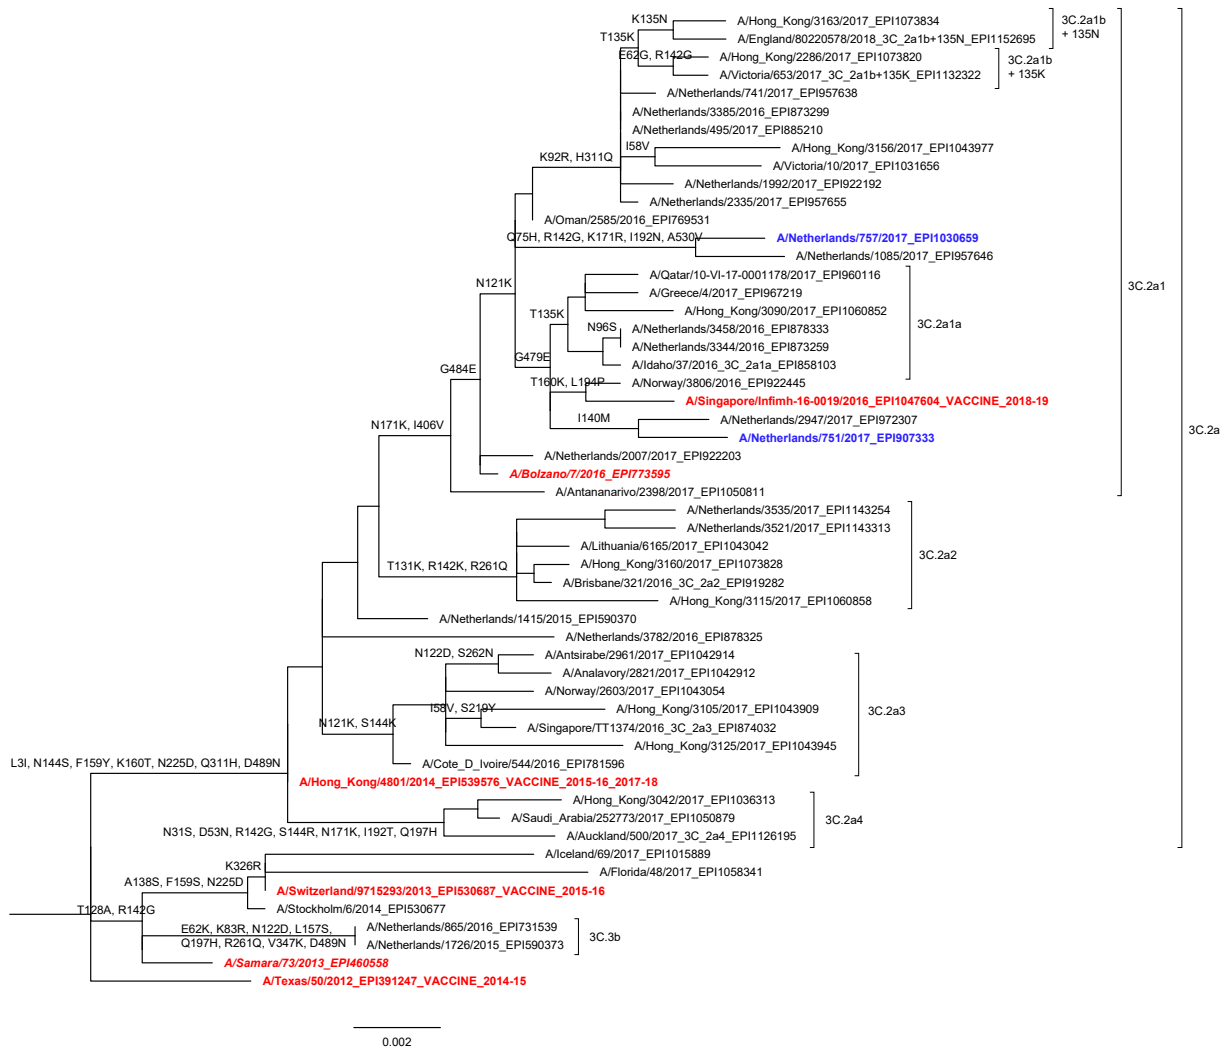 K135N
A/Hong_Kong/3163/2017_EPI1073834
3C.2a1b
+ 135N
T135K
A/England/80220578/2018_3C_2a1b+135N_EPI1152695
E62G, R142G
A/Hong_Kong/2286/2017_EPI1073820
3C.2a1b
+ 135K
A/Victoria/653/2017_3C_2a1b+135K_EPI1132322
A/Netherlands/741/2017_EPI957638
A/Netherlands/3385/2016_EPI873299
A/Netherlands/495/2017_EPI885210
I58V
A/Hong_Kong/3156/2017_EPI1043977
K92R, H311Q
A/Victoria/10/2017_EPI1031656
A/Netherlands/1992/2017_EPI922192
A/Netherlands/2335/2017_EPI957655
A/Oman/2585/2016_EPI769531
Q75H, R142G, K171R, I192N, A530V
A/Netherlands/757/2017_EPI1030659
A/Netherlands/1085/2017_EPI957646
N121K
A/Qatar/10-VI-17-0001178/2017_EPI960116
3C.2a1
A/Greece/4/2017_EPI967219
T135K
A/Hong_Kong/3090/2017_EPI1060852
3C.2a1a
N96S
A/Netherlands/3458/2016_EPI878333
A/Netherlands/3344/2016_EPI873259
G479E
A/Idaho/37/2016_3C_2a1a_EPI858103
G484E
T160K, L194P
A/Norway/3806/2016_EPI922445
A/Singapore/Infimh-16-0019/2016_EPI1047604_VACCINE_2018-19
I140M
A/Netherlands/2947/2017_EPI972307
N171K, I406V
A/Netherlands/751/2017_EPI907333
3C.2a
A/Netherlands/2007/2017_EPI922203
A/Bolzano/7/2016_EPI773595
A/Antananarivo/2398/2017_EPI1050811
A/Netherlands/3535/2017_EPI1143254
A/Netherlands/3521/2017_EPI1143313
A/Lithuania/6165/2017_EPI1043042
3C.2a2
T131K, R142K, R261Q
A/Hong_Kong/3160/2017_EPI1073828
A/Brisbane/321/2016_3C_2a2_EPI919282
A/Hong_Kong/3115/2017_EPI1060858
A/Netherlands/1415/2015_EPI590370
A/Netherlands/3782/2016_EPI878325
N122D, S262N
A/Antsirabe/2961/2017_EPI1042914
A/Analavory/2821/2017_EPI1042912
A/Norway/2603/2017_EPI1043054
I58V, S219Y
A/Hong_Kong/3105/2017_EPI1043909
3C.2a3
N121K, S144K
A/Singapore/TT1374/2016_3C_2a3_EPI874032
A/Hong_Kong/3125/2017_EPI1043945
L3I, N144S, F159Y, K160T, N225D, Q311H, D489N
A/Cote_D_Ivoire/544/2016_EPI781596
A/Hong_Kong/4801/2014_EPI539576_VACCINE_2015-16_2017-18
A/Hong_Kong/3042/2017_EPI1036313
A/Saudi_Arabia/252773/2017_EPI1050879
3C.2a4
N31S, D53N, R142G, S144R, N171K, I192T, Q197H
A/Auckland/500/2017_3C_2a4_EPI1126195
A/Iceland/69/2017_EPI1015889
K326R
A/Florida/48/2017_EPI1058341
A138S, F159S, N225D
A/Switzerland/9715293/2013_EPI530687_VACCINE_2015-16
T128A, R142G
A/Stockholm/6/2014_EPI530677
E62K, K83R, N122D, L157S,
A/Netherlands/865/2016_EPI731539
3C.3b
Q197H, R261Q, V347K, D489N
A/Netherlands/1726/2015_EPI590373
A/Samara/73/2013_EPI460558
A/Texas/50/2012_EPI391247_VACCINE_2014-15
0.002